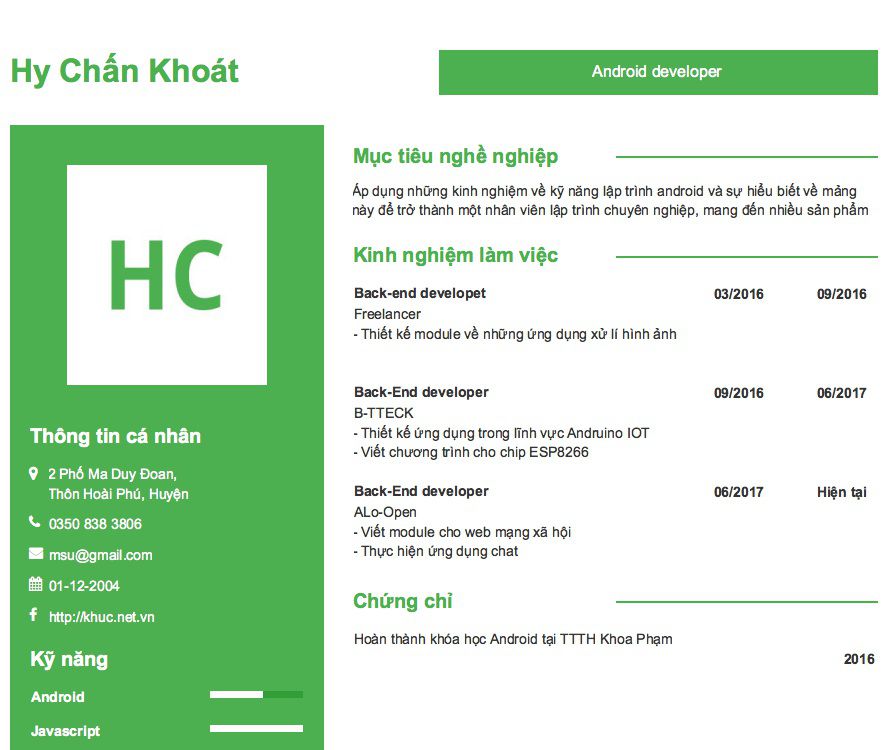 Hy Chấn Khoát
Android developer
HC
Thông tin cá nhân
2 Phố Ma Duy Đoan,
Thôn Hoài Phú, Huyện
0350 838 3806
msu@gmail.com
01-12-2004
http://khuc.net.vn
Kỹ năng
Android
Javascript
Mục tiêu nghề nghiệp
Áp dụng những kinh nghiệm về kỹ năng lập trình android và sự hiểu biết về mảng
này để trở thành một nhân viên lập trình chuyên nghiệp, mang đến nhiều sản phẩm
Kinh nghiệm làm việc
Back-end developet 03/2016 09/2016
Freelancer
- Thiết kế module về những ứng dụng xử lí hình ảnh
Back-End developer 09/2016 06/2017
B-TTECK
- Thiết kế ứng dụng trong lĩnh vực Andruino IOT
- Viết chương trình cho chip ESP8266
Back-End developer 06/2017 Hiện tại
ALo-Open
- Viết module cho web mạng xã hội
- Thực hiện ứng dụng chat
Chứng chỉ
Hoàn thành khóa học Android tại TTTH Khoa Phạm
2016